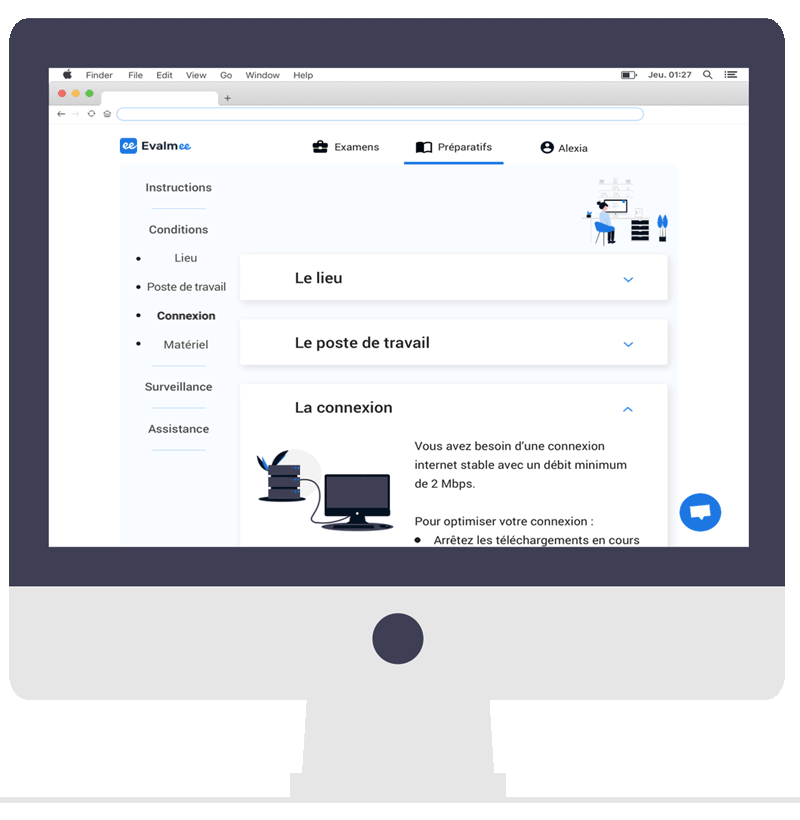 Finder File Edit View Go Window Help Jeu. 01:27
ee Evalmee
Examens
Préparatifs
Alexia
Instructions
Conditions
• Lieu
• Poste de travail
• Connexion
• Matériel
Surveillance
Assistance
Le lieu
Le poste de travail
La connexion
Vous avez besoin d'une connexion
internet stable avec un débit minimum
de 2 Mbps.
Pour optimiser votre connexion :
• Arrêtez les téléchargements en cours